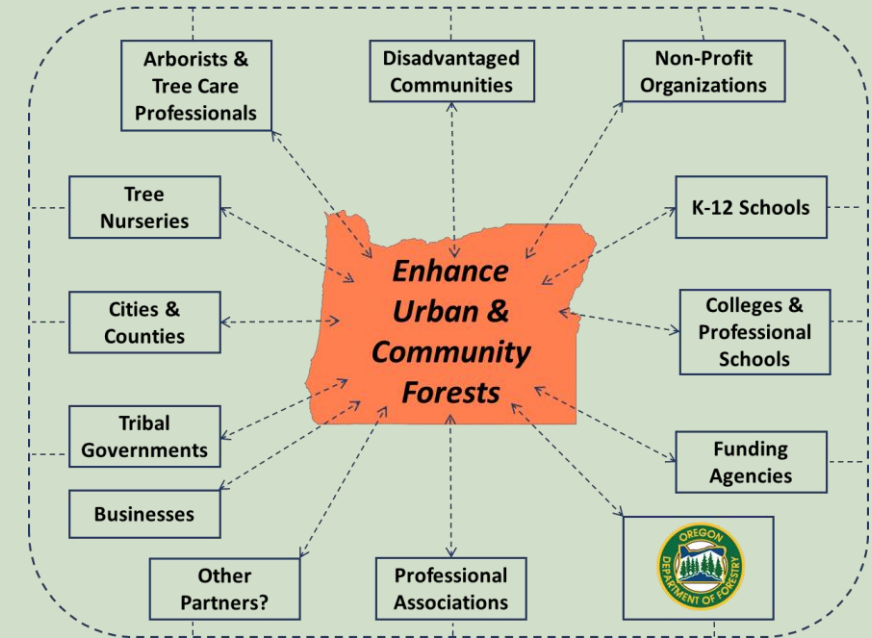 Arborists &
Tree Care
Professionals
Disadvantaged
Communities
Non-Profit
Organizations
Tree
Nurseries
K-12 Schools
Enhance
Urban &
Community
Forests
Cities &
Counties
Colleges &
Professional
Schools
Tribal
Governments
Funding
Agencies
Businesses
Other
Partners?
Professional
Associations
OREGON
DEPARTMENT OF FORESTRY